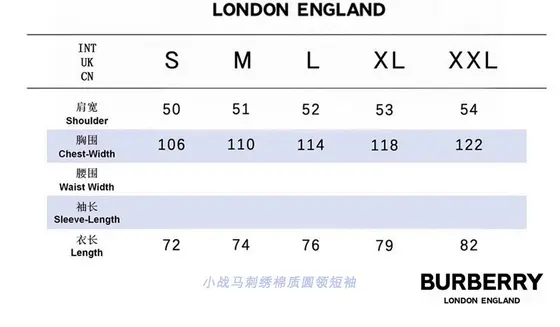 LONDON ENGLAND
INT
UK
CN
S M L XL XXL
肩宽
Shoulder
50 51 52 53 54
胸围
Chest-Width
106 110 114 118 122
腰围
Waist Width
袖长
Sleeve-Length
衣长
Length
72 74 76 79 82
小战马刺绣棉质圆领短袖
BURBERRY
LONDON ENGLAND